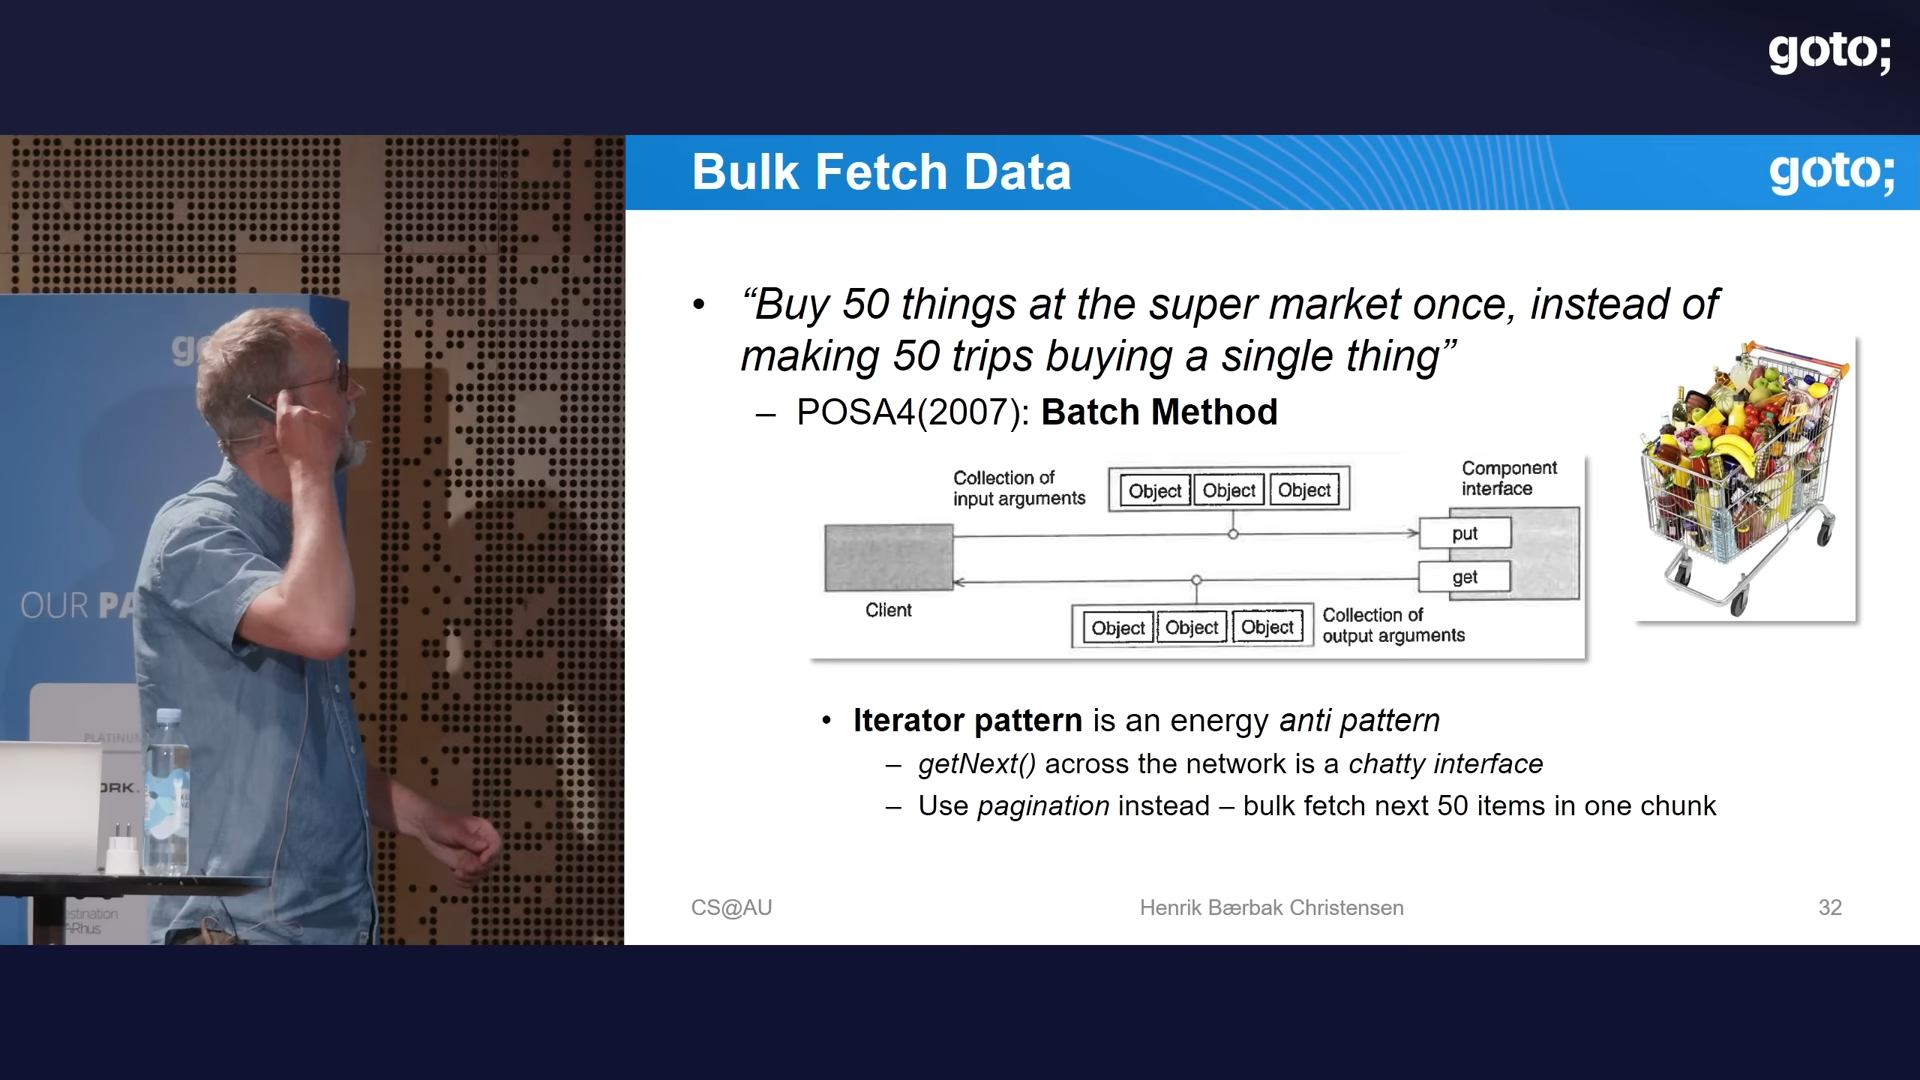 goto;
Bulk Fetch Data
goto;
• “Buy 50 things at the super market once, instead of
making 50 trips buying a single thing”
– POSA4(2007): Batch Method
Collection of
input arguments
Object Object Object
Component
interface
put
get
Client
Object Object Object
Collection of
output arguments
• Iterator pattern is an energy anti pattern
– getNext() across the network is a chatty interface
– Use pagination instead – bulk fetch next 50 items in one chunk
CS@AU
Henrik Bærbak Christensen
32
OUR PA
PLATINUM
ORK.